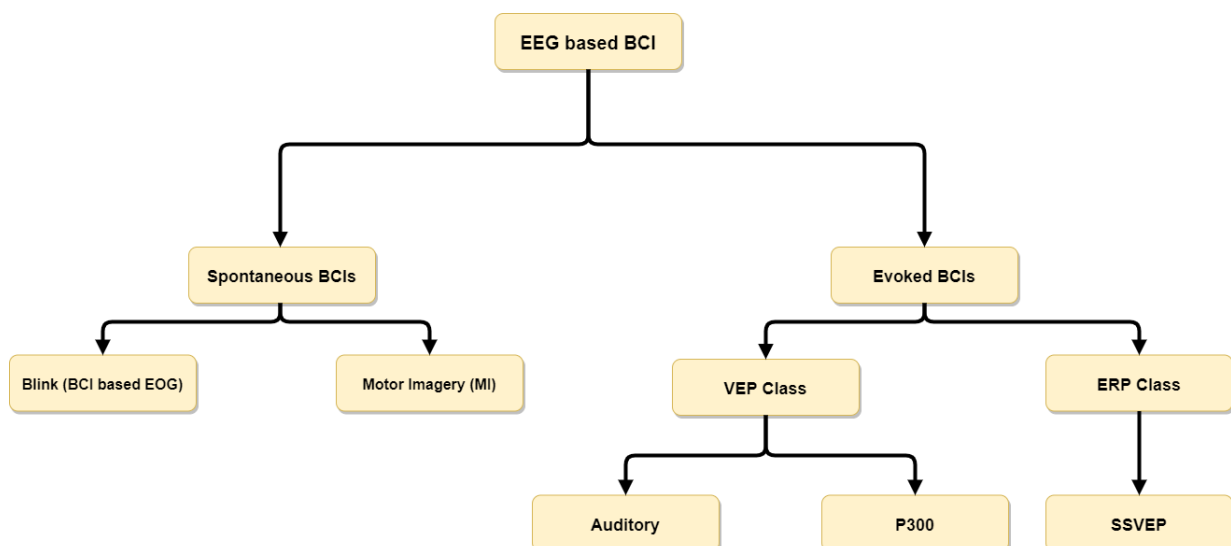 EEG based BCI
Spontaneous BCIs
Evoked BCIs
Blink (BCI based EOG)
Motor Imagery (MI)
VEP Class
ERP Class
Auditory
P300
SSVEP